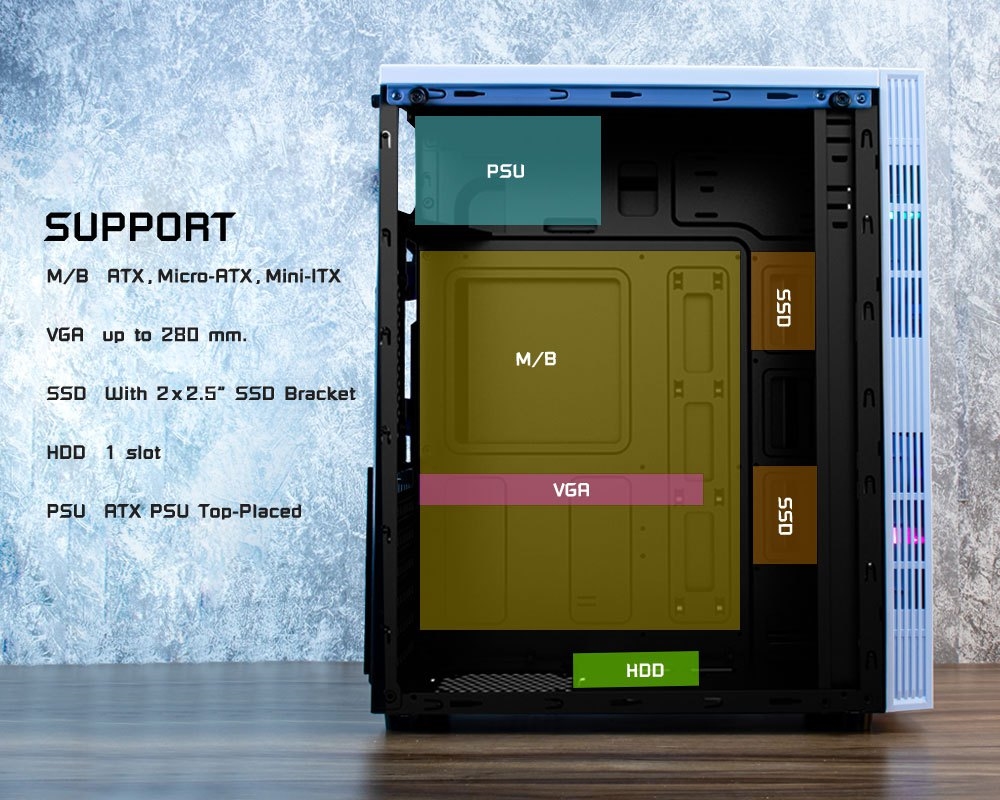 SUPPORT
M/B ATX, Micro-ATX, Mini-ITX
VGA up to 280 mm.
SSD With 2x2.5" SSD Bracket
HDD 1 slot
PSU ATX PSU Top-Placed
PSU
M/B
SSD
VGA
SSD
HDD